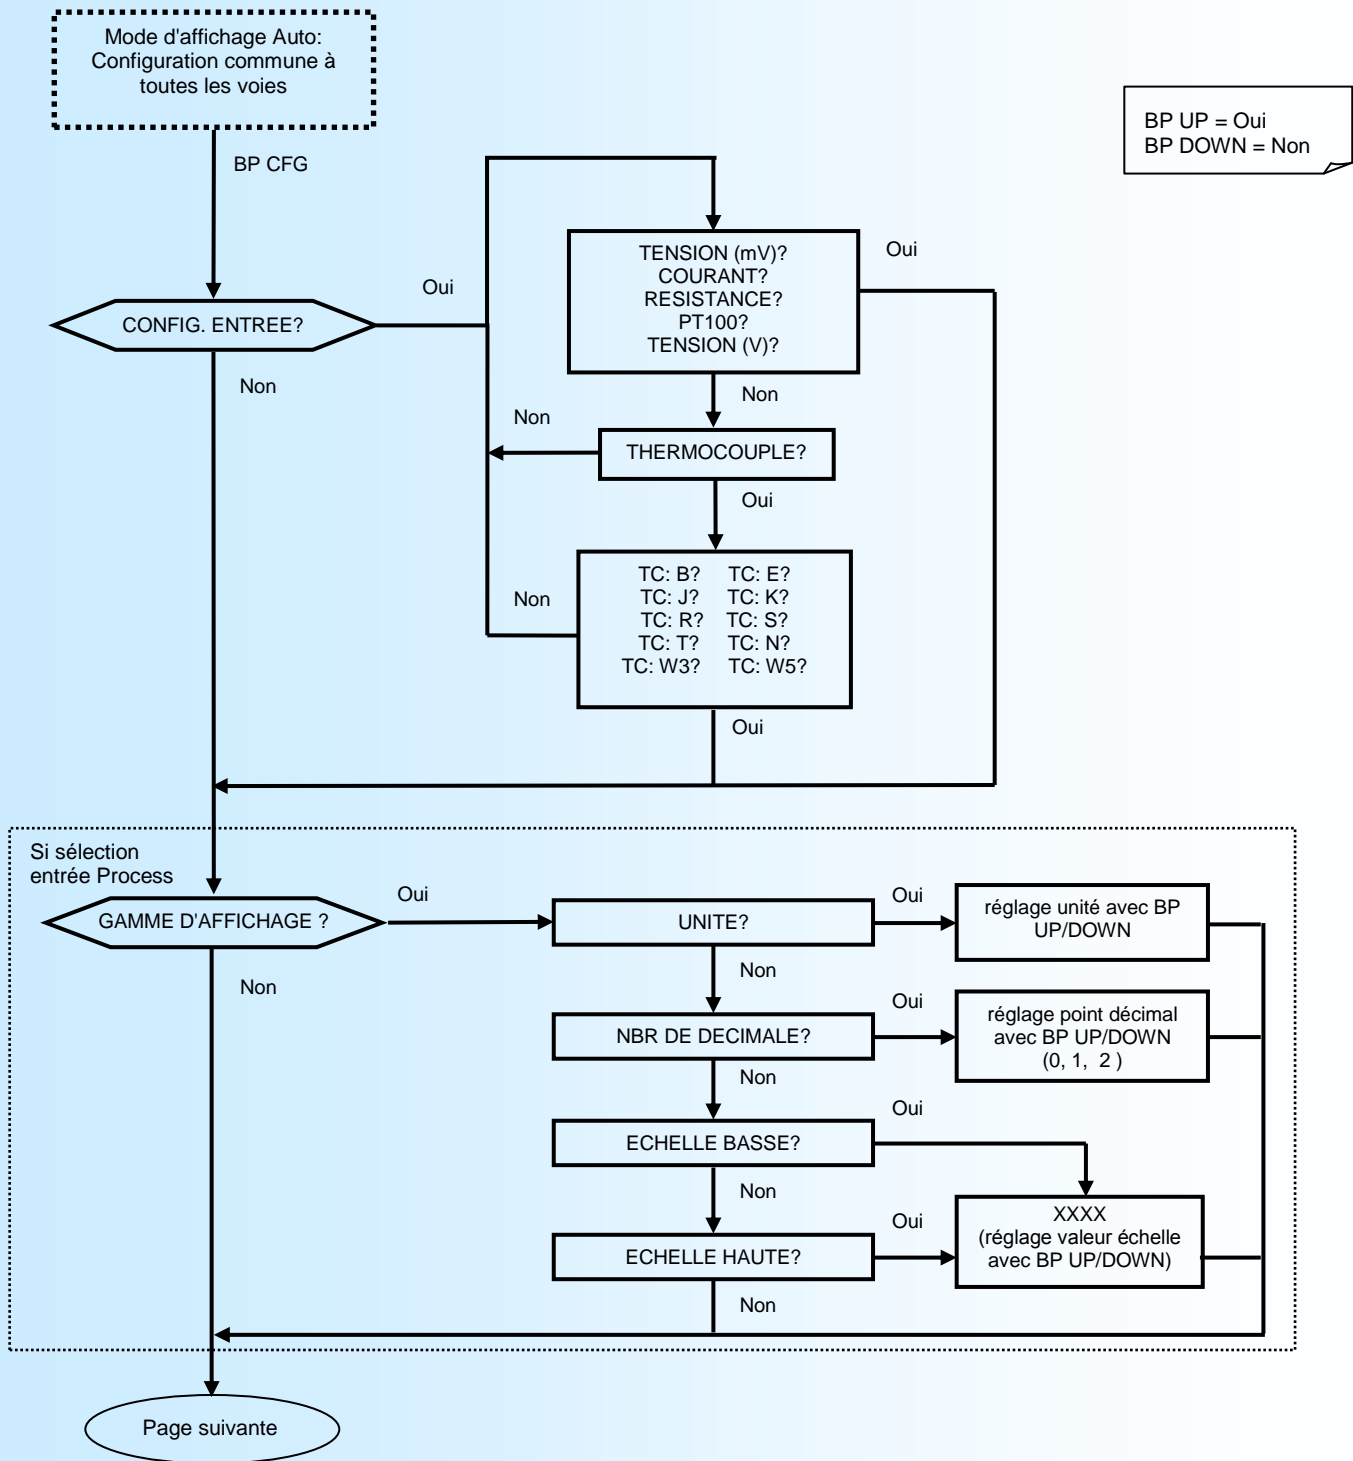 Mode d'affichage Auto:
Configuration commune à
toutes les voies
BP UP = Oui
BP DOWN = Non
BP CFG
TENSION (mV)?
COURANT?
RESISTANCE?
PT100?
TENSION (V)?
Oui
Oui
CONFIG. ENTREE?
Non
Non
Non
THERMOCOUPLE?
Oui
TC: B? TC: E?
TC: J? TC: K?
TC: R? TC: S?
TC: T? TC: N?
TC: W3? TC: W5?
Non
Oui
Si sélection
entrée Process
GAMME D'AFFICHAGE ?
Oui
UNITE?
Oui
réglage unité avec BP
UP/DOWN
Non
Non
NBR DE DECIMALE?
Oui
réglage point décimal
avec BP UP/DOWN
(0, 1, 2 )
Non
Oui
ECHELLE BASSE?
Non
ECHELLE HAUTE?
Oui
XXXX
(réglage valeur échelle
avec BP UP/DOWN)
Non
Page suivante